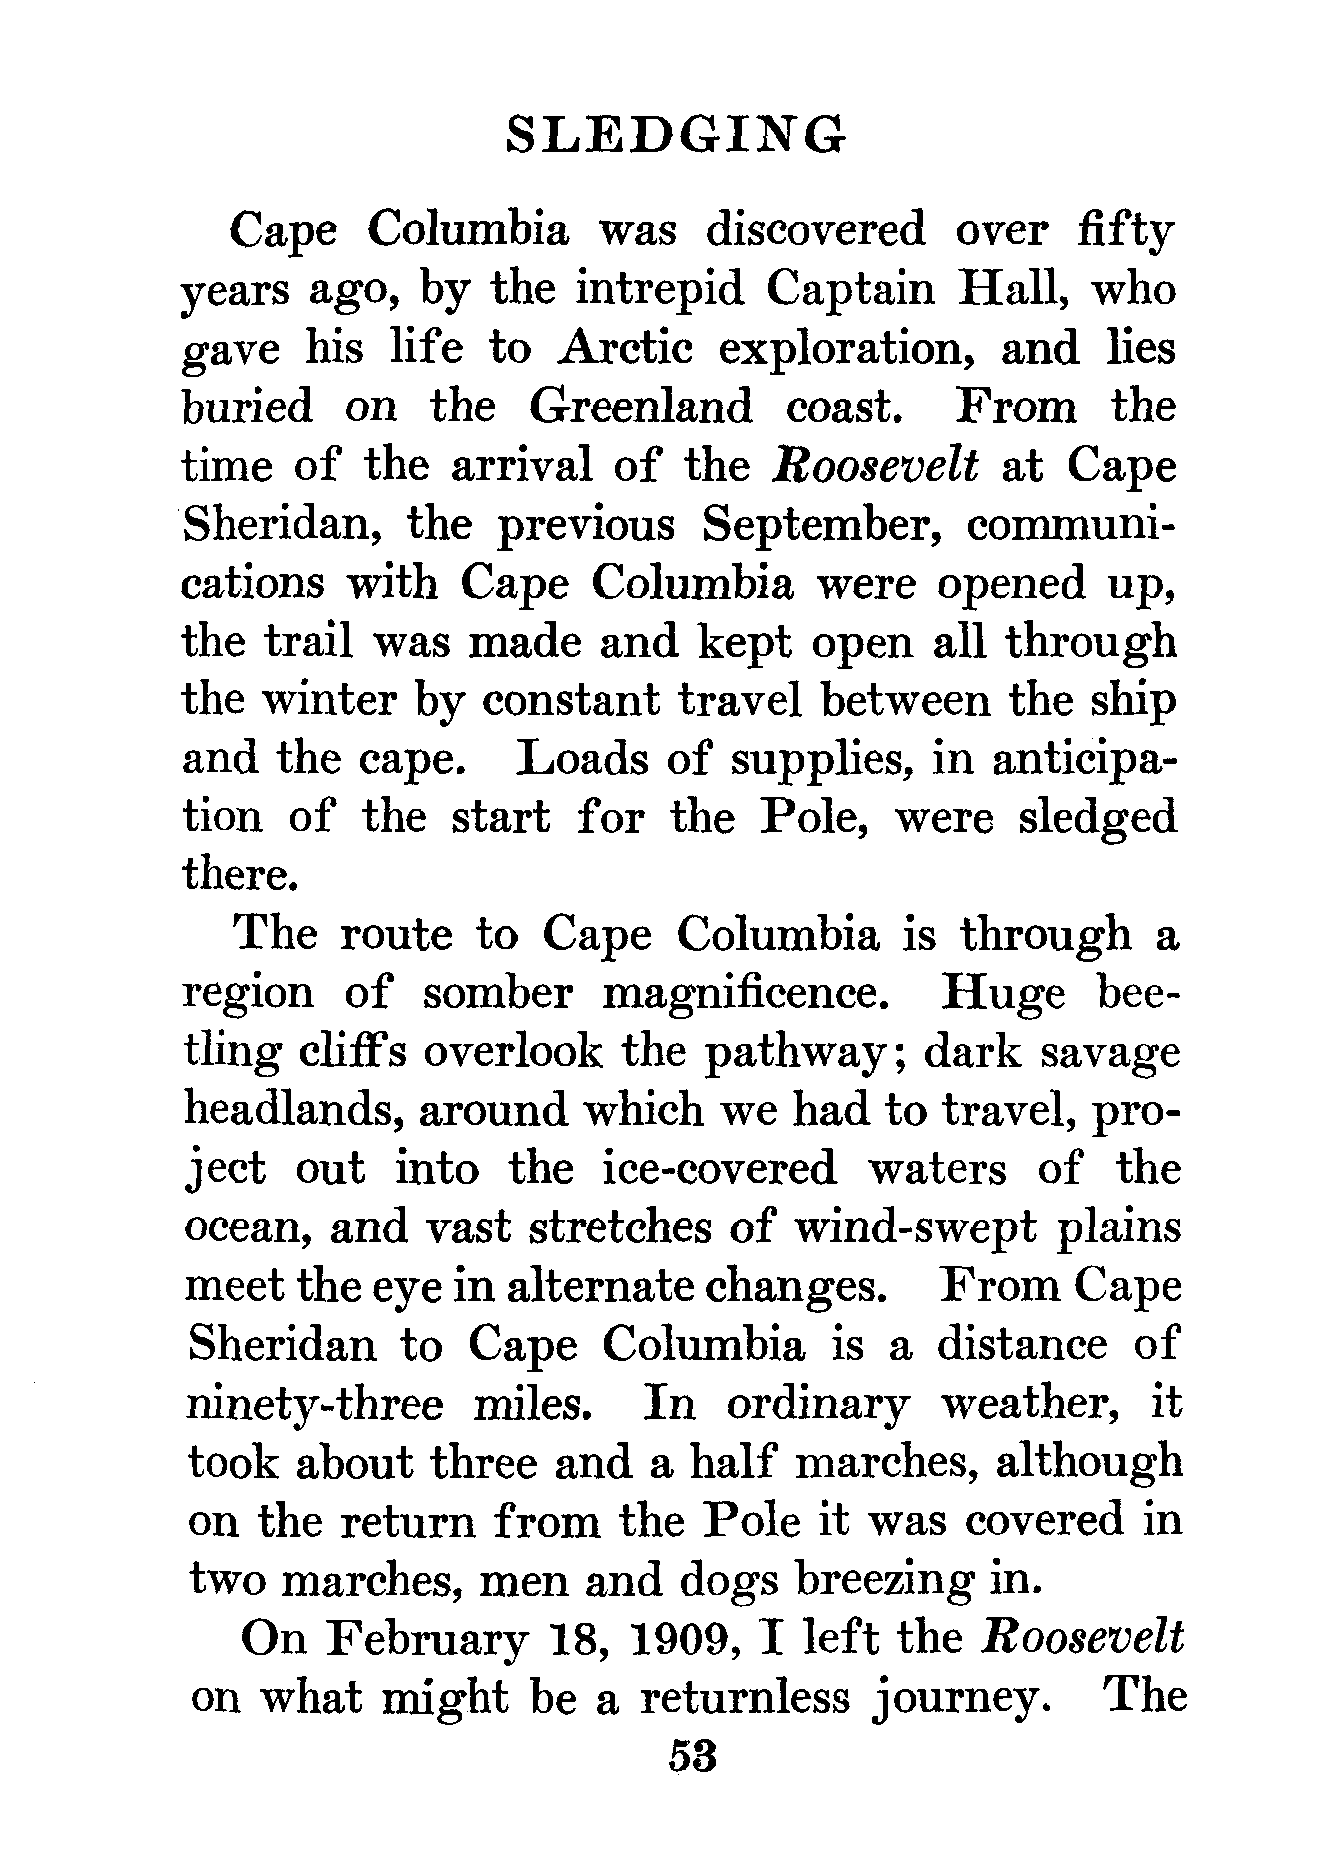 SLEDGING
Cape Columbia was discovered over fifty
years ago, by the intrepid Captain Hall, who
gave his life to Arctic exploration, and lies
buried on the Greenland coast. From the
time of the arrival of the Roosevelt at Cape
Sheridan, the previous September, communi-
cations with Cape Columbia were opened up,
the trail was made and kept open all through
the winter by constant travel between the ship
and the cape. Loads of supplies, in anticipa-
tion of the start for the Pole, were sledged
there.
The route to Cape Columbia is through a
region of somber magnificence. Huge bee-
tling cliffs overlook the pathway; dark savage
headlands, around which we had to travel, pro-
ject out into the ice-covered waters of the
ocean, and vast stretches of wind-swept plains
meet the eye in alternate changes. From Cape
Sheridan to Cape Columbia is a distance of
ninety-three miles. In ordinary weather, it
took about three and a half marches, although
on the return from the Pole it was covered in
two marches, men and dogs breezing in.
On February 18, 1909, I left the Roosevelt
on what might be a returnless journey. The
53